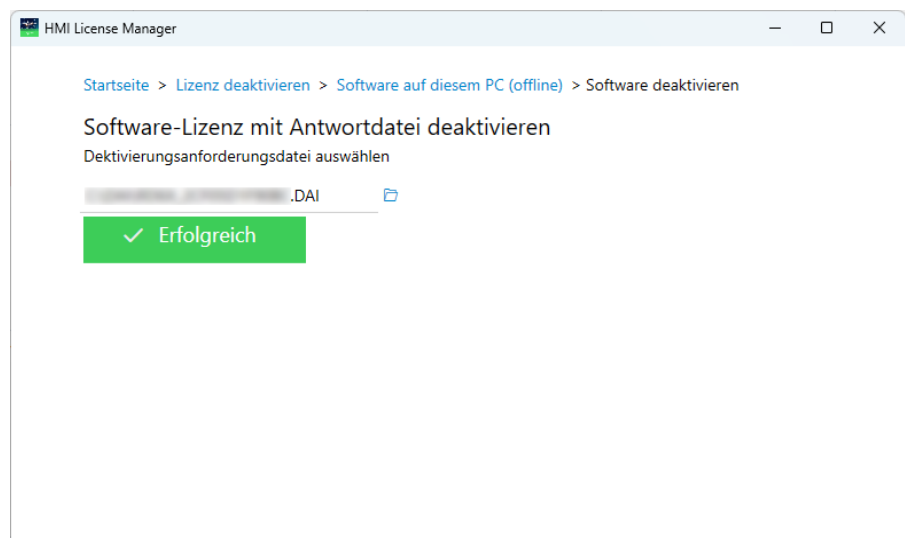 HMI License Manager
Startseite > Lizenz deaktivieren > Software auf diesem PC (offline) > Software deaktivieren
Software-Lizenz mit Antwortdatei deaktivieren
Dektivierungsanforderungsdatei auswählen
.DAI
Erfolgreich